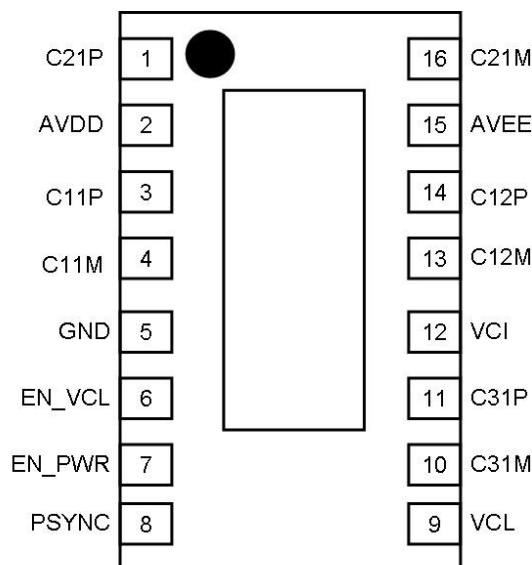 C21P 1 16 C21M
AVDD 2 15 AVEE
C11P 3 14 C12P
C11M 4 13 C12M
GND 5 12 VCI
EN_VCL 6 11 C31P
EN_PWR 7 10 C31M
PSYNC 8 9 VCL